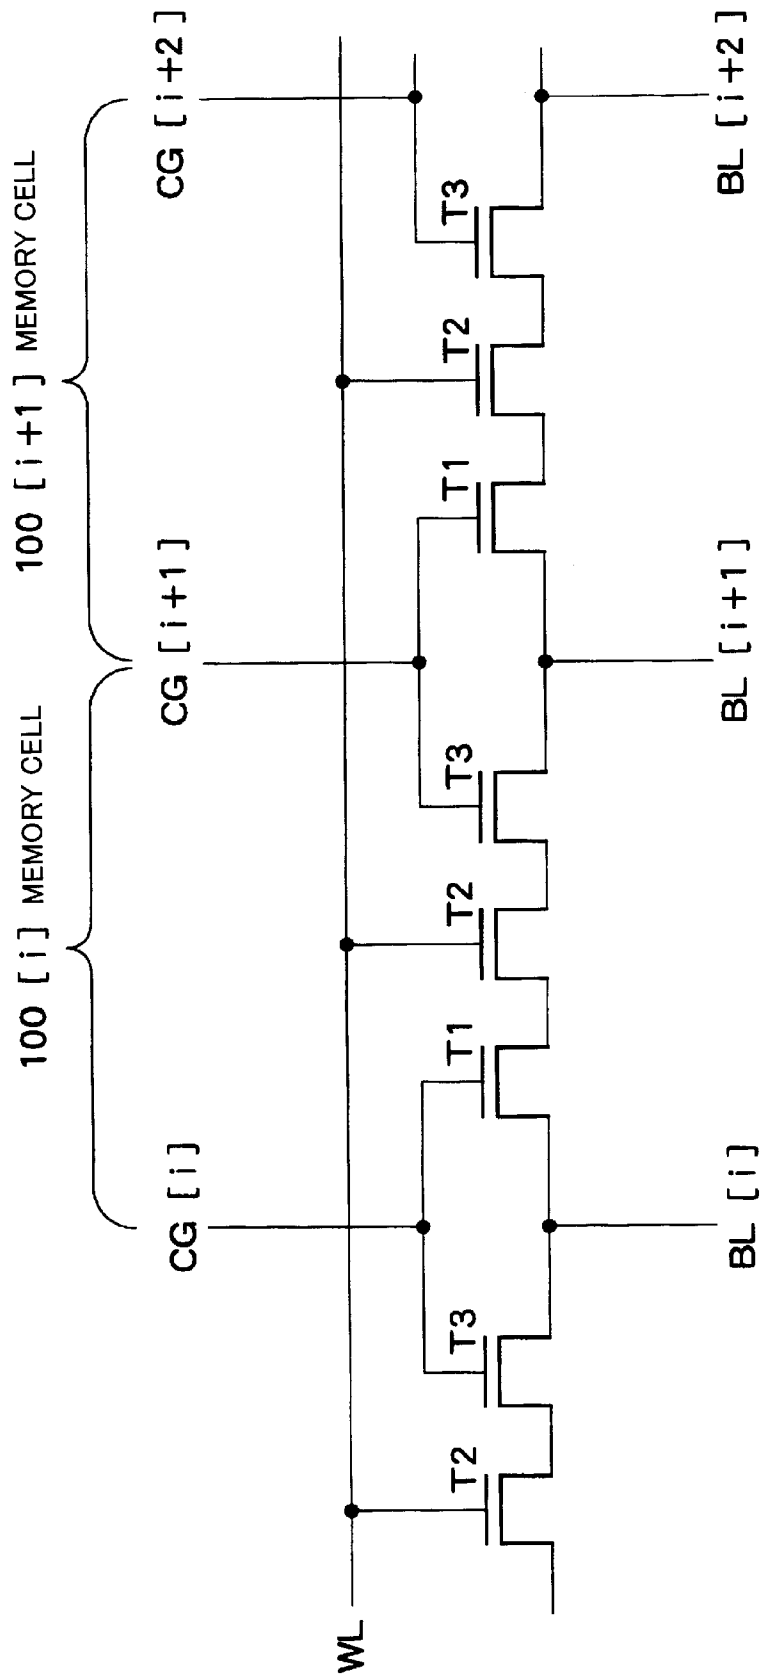 100 [i] MEMORY CELL
100 [i+1] MEMORY CELL
CG [i]
CG [i+1]
CG [i+2]
WL
T2
T3
T1
T2
T3
T1
T2
T3
BL [i]
BL [i+1]
BL [i+2]